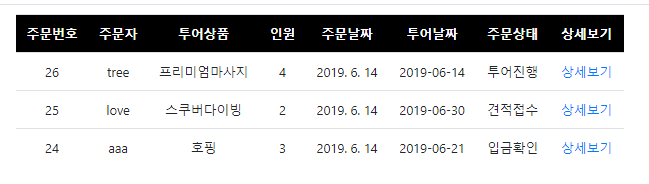 주문번호 주문자 투어상품 인원 주문날짜 투어날짜 주문상태 상세보기
26 tree 프리미엄마사지 4 2019. 6. 14 2019-06-14 투어진행 상세보기
25 love 스쿠버다이빙 2 2019. 6. 14 2019-06-30 견적접수 상세보기
24 aaa 호핑 3 2019. 6. 14 2019-06-21 입금확인 상세보기